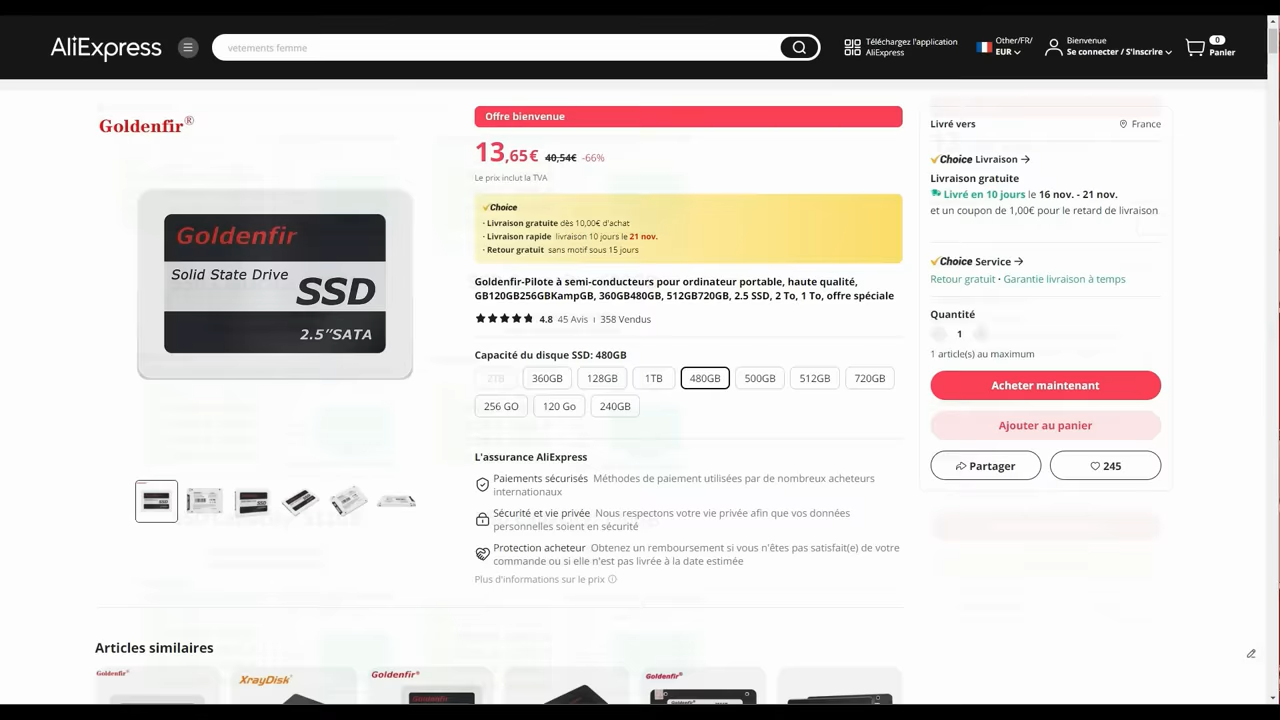 AliExpress
vetements femme
Téléchargez l'application
AliExpress
Other/FR/
EUR
Bienvenue
Se connecter / S'inscrire
0
Panier
Goldenfir®
Goldenfir
Solid State Drive
SSD
2.5"SATA
Offre bienvenue
13,65€ 40,54€ -66%
Le prix inclut la TVA
Choice
· Livraison gratuite dès 10,00€ d'achat
· Livraison rapide livraison 10 jours le 21 nov.
· Retour gratuit sans motif sous 15 jours
Goldenfir-Pilote à semi-conducteurs pour ordinateur portable, haute qualité,
GB120GB256GBKampGB, 360GB480GB, 512GB720GB, 2.5 SSD, 2 To, 1 To, offre spéciale
4.8 45 Avis | 358 Vendus
Capacité du disque SSD: 480GB
2TB 360GB 128GB 1TB 480GB 500GB 512GB 720GB
256 GO 120 Go 240GB
L'assurance AliExpress
Paiements sécurisés Méthodes de paiement utilisées par de nombreux acheteurs
internationaux
Sécurité et vie privée Nous respectons votre vie privée afin que vos données
personnelles soient en sécurité
Protection acheteur Obtenez un remboursement si vous n'êtes pas satisfait(e) de votre
commande ou si elle n'est pas livrée à la date estimée
Plus d'informations sur le prix
Livré vers France
Choice Livraison
Livraison gratuite
Livré en 10 jours le 16 nov. - 21 nov.
et un coupon de 1,00€ pour le retard de livraison
Choice Service
Retour gratuit · Garantie livraison à temps
Quantité
1
1 article(s) au maximum
Acheter maintenant
Ajouter au panier
Partager
245
Articles similaires
Goldenfir®
XrayDisk®
Goldenfir®
Goldenfir
Goldenfir®